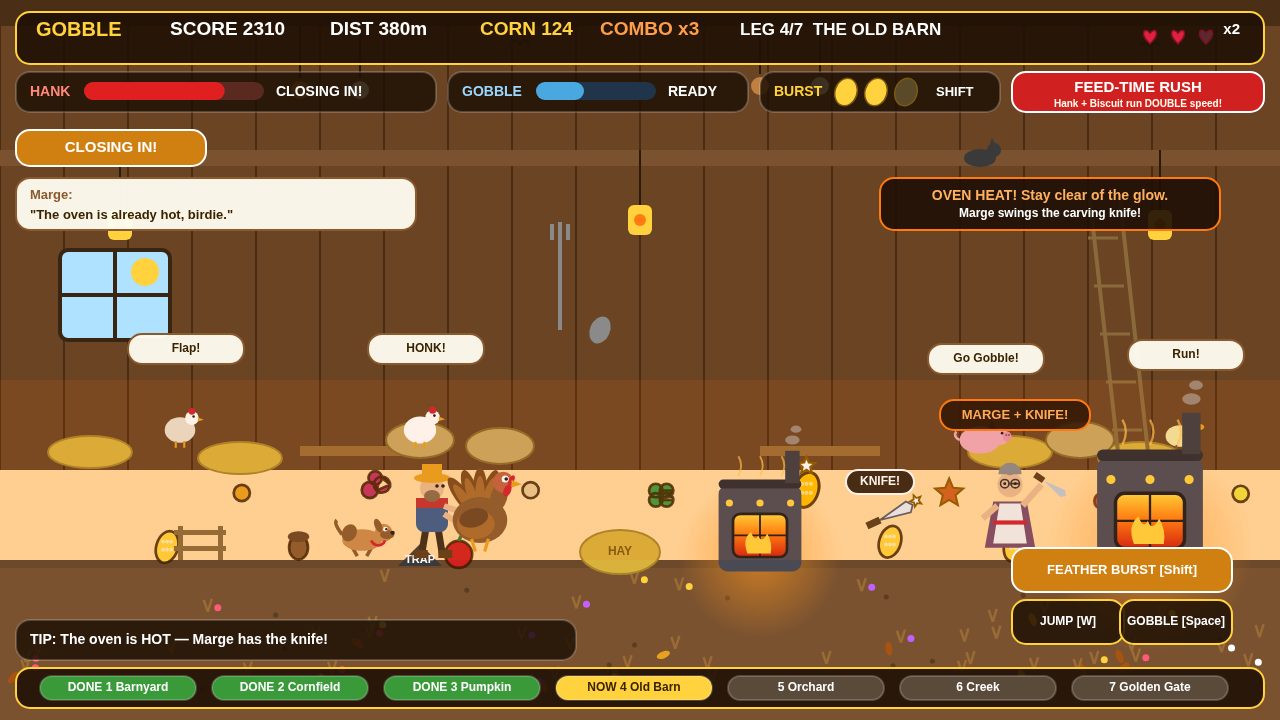 GOBBLE SCORE 2310 DIST 380m CORN 124 COMBO x3 LEG 4/7 THE OLD BARN x2
HANK CLOSING IN! GOBBLE READY BURST SHIFT FEED-TIME RUSH
Hank + Biscuit run DOUBLE speed!
CLOSING IN!
Marge:
"The oven is already hot, birdie."
OVEN HEAT! Stay clear of the glow.
Marge swings the carving knife!
Flap!
HONK!
Go Gobble!
Run!
MARGE + KNIFE!
KNIFE!
TRAP
HAY
FEATHER BURST [Shift]
JUMP [W] GOBBLE [Space]
TIP: The oven is HOT — Marge has the knife!
DONE 1 Barnyard DONE 2 Cornfield DONE 3 Pumpkin NOW 4 Old Barn 5 Orchard 6 Creek 7 Golden Gate